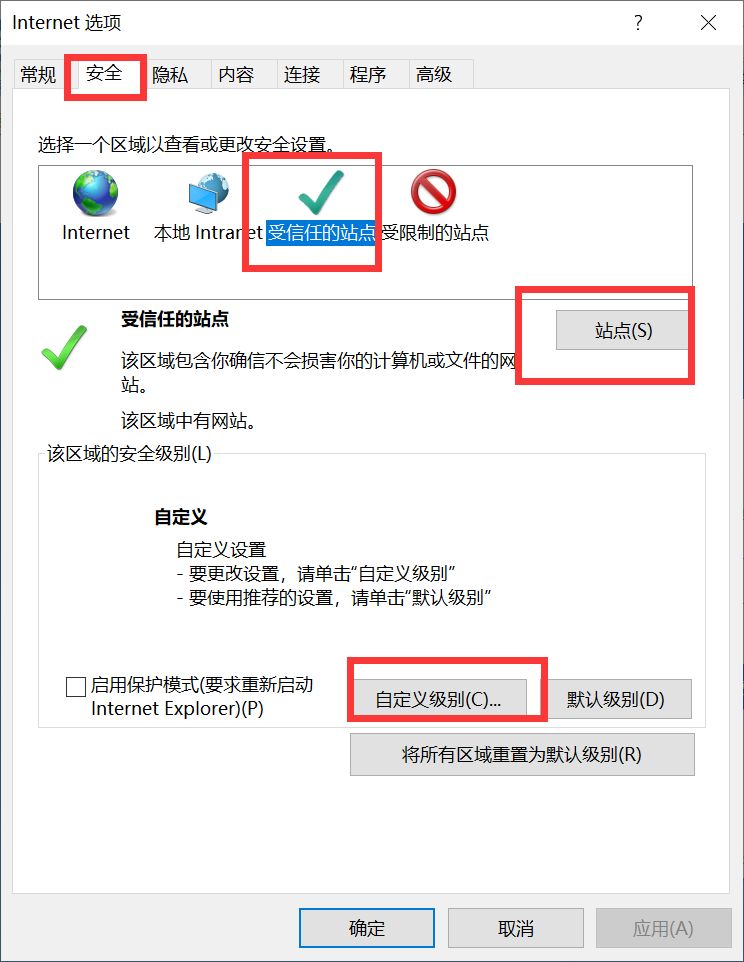 Internet 选项
?
常规 安全 隐私 内容 连接 程序 高级
选择一个区域以查看或更改安全设置。
Internet 本地 Intranet 受信任的站点 受限制的站点
受信任的站点
站点(S)
该区域包含你确信不会损害你的计算机或文件的网
站。
该区域中有网站。
该区域的安全级别(L)
自定义
自定义设置
- 要更改设置，请单击“自定义级别”
- 要使用推荐的设置，请单击“默认级别”
启用保护模式(要求重新启动
Internet Explorer)(P)
自定义级别(C)...
默认级别(D)
将所有区域重置为默认级别(R)
确定 取消 应用(A)